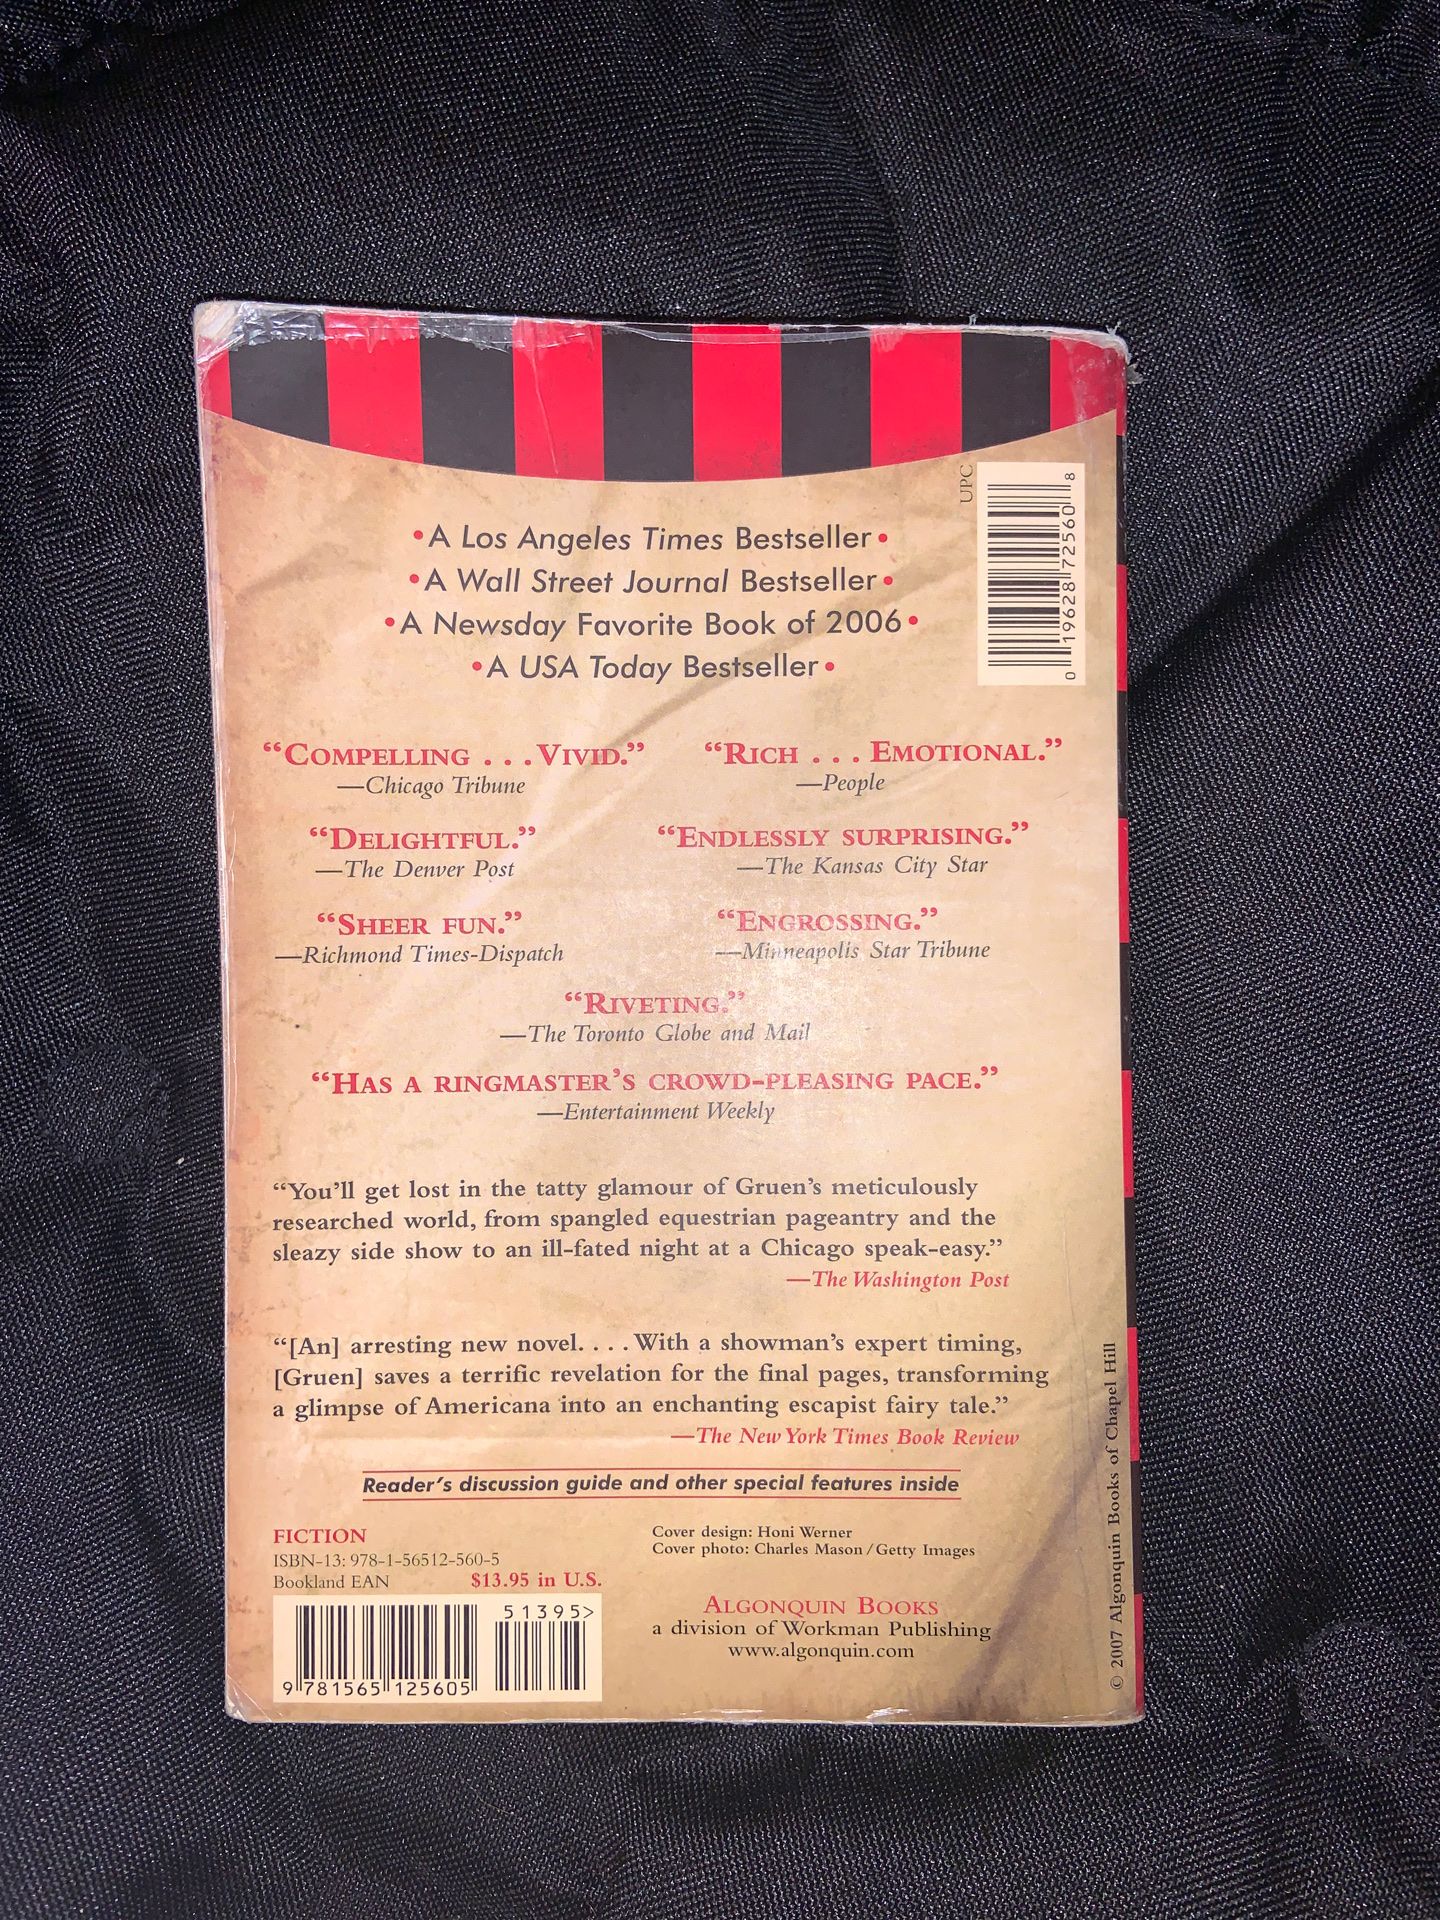 • A Los Angeles Times Bestseller •
• A Wall Street Journal Bestseller •
• A Newsday Favorite Book of 2006 •
• A USA Today Bestseller •
UPC
0 19628 72560 8
“COMPELLING . . . VIVID.”
—Chicago Tribune
“RICH . . . EMOTIONAL.”
—People
“DELIGHTFUL.”
—The Denver Post
“ENDLESSLY SURPRISING.”
—The Kansas City Star
“SHEER FUN.”
—Richmond Times-Dispatch
“ENGROSSING.”
—Minneapolis Star Tribune
“RIVETING.”
—The Toronto Globe and Mail
“HAS A RINGMASTER’S CROWD-PLEASING PACE.”
—Entertainment Weekly
“You’ll get lost in the tatty glamour of Gruen’s meticulously
researched world, from spangled equestrian pageantry and the
sleazy side show to an ill-fated night at a Chicago speak-easy.”
—The Washington Post
“[An] arresting new novel. . . . With a showman’s expert timing,
[Gruen] saves a terrific revelation for the final pages, transforming
a glimpse of Americana into an enchanting escapist fairy tale.”
—The New York Times Book Review
Reader’s discussion guide and other special features inside
FICTION
ISBN-13: 978-1-56512-560-5
Bookland EAN
$13.95 in U.S.
51395>
9 781565 125605
Cover design: Honi Werner
Cover photo: Charles Mason / Getty Images
ALGONQUIN BOOKS
a division of Workman Publishing
www.algonquin.com
© 2007 Algonquin Books of Chapel Hill